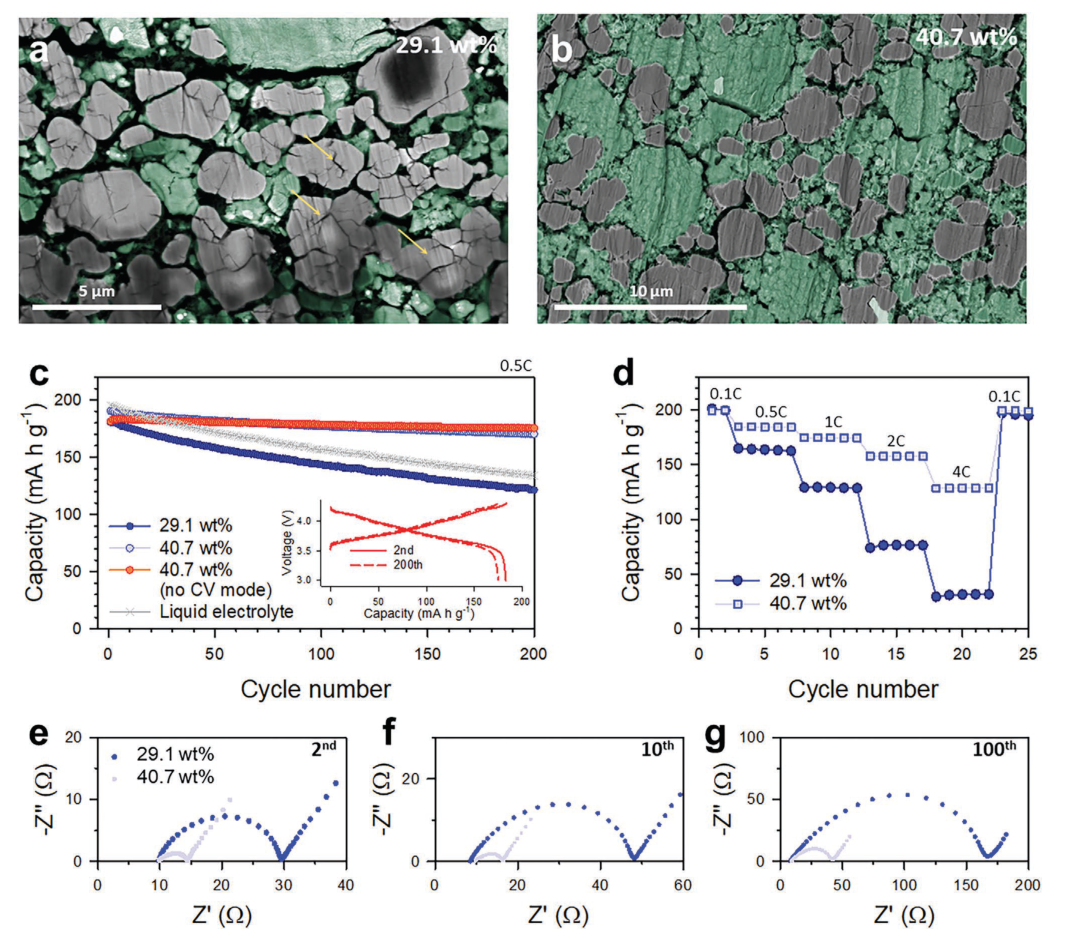 a
29.1 wt%
5 µm
b
40.7 wt%
10 µm
c
0.5C
200
150
100
50
0
Capacity (mA h g⁻¹)
29.1 wt%
40.7 wt%
40.7 wt%
(no CV mode)
Liquid electrolyte
Voltage (V)
4.0
3.5
3.0
2nd
200th
0 50 100 150 200
Capacity (mA h g⁻¹)
0 50 100 150 200
Cycle number
d
200
150
100
50
0
Capacity (mA h g⁻¹)
0.1C
0.5C
1C
2C
4C
0.1C
29.1 wt%
40.7 wt%
0 5 10 15 20 25
Cycle number
e
2ⁿᵈ
20
10
0
-Z'' (Ω)
29.1 wt%
40.7 wt%
0 10 20 30 40
Z' (Ω)
f
10ᵗʰ
20
0
-Z'' (Ω)
0 20 40 60
Z' (Ω)
g
100ᵗʰ
100
50
0
-Z'' (Ω)
0 50 100 150 200
Z' (Ω)